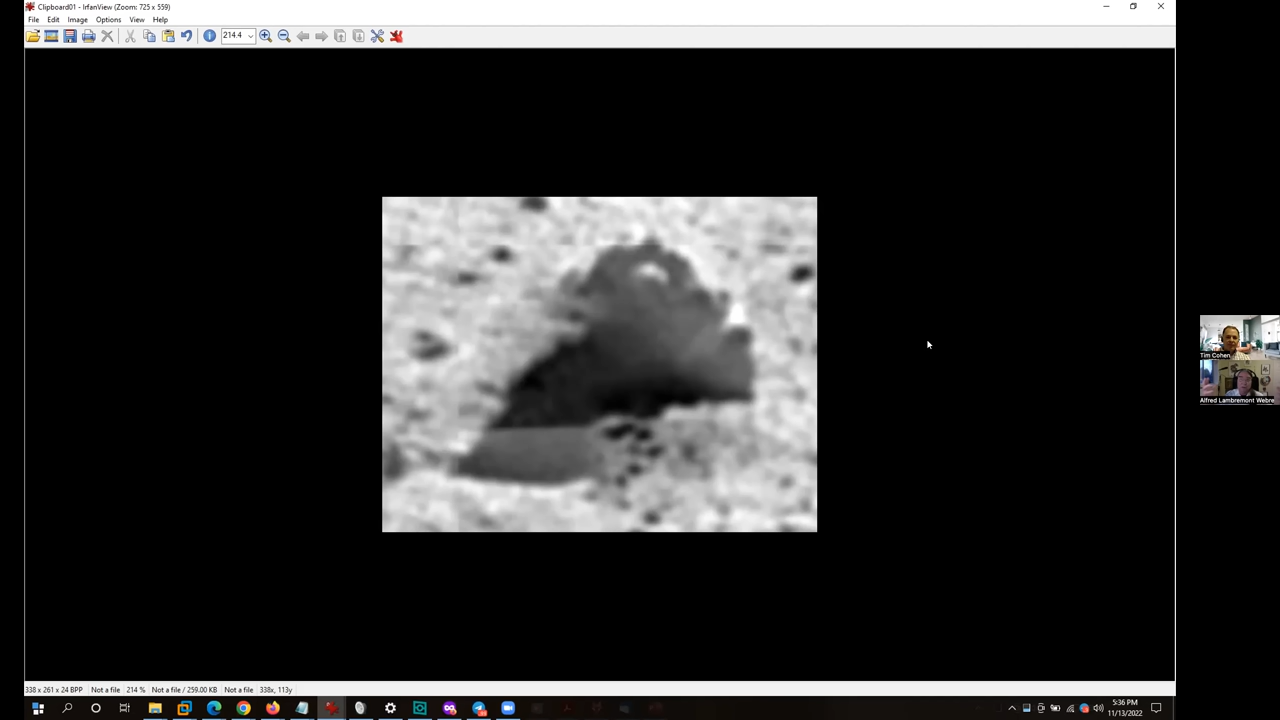 Clipboard01 - IrfanView (Zoom: 725 x 559)
File Edit Image Options View Help
214.4
Tim Cohen
Alfred Lambremont Webre
338 x 261 x 24 BPP Not a file 214 % Not a file / 259.00 KB Not a file 338x, 113y
5:36 PM
11/13/2022